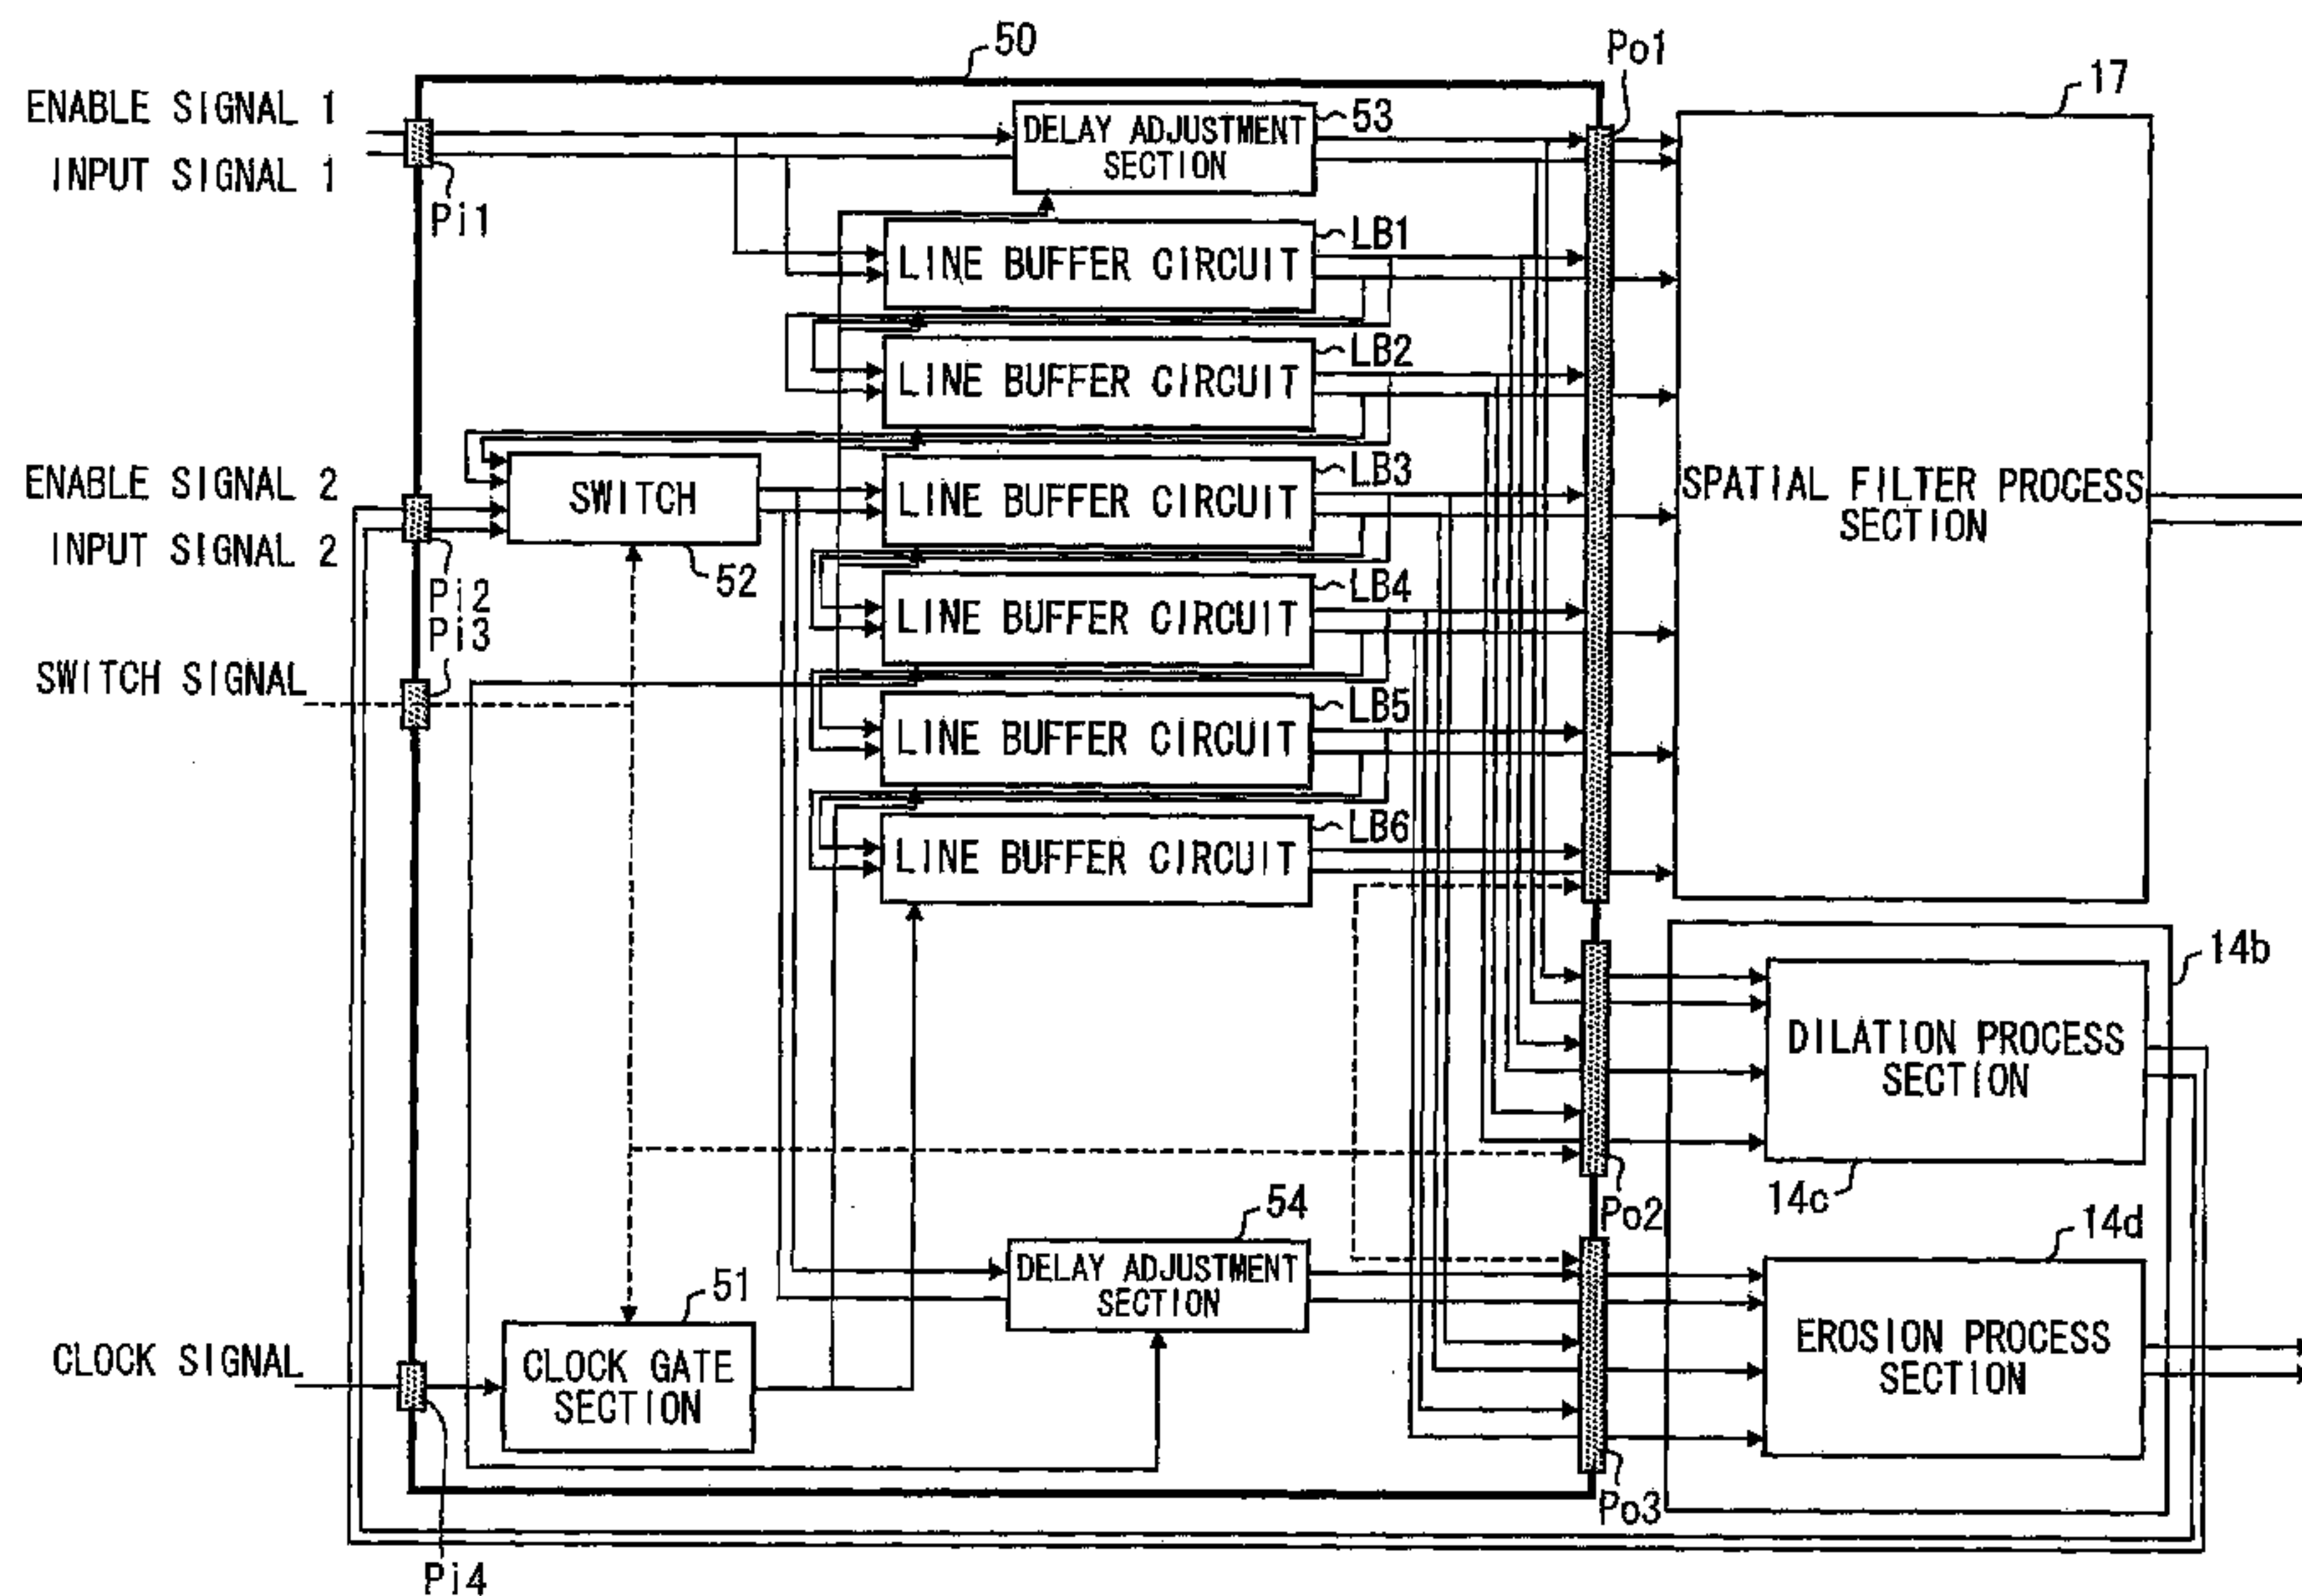 50
Po1
17
ENABLE SIGNAL 1
INPUT SIGNAL 1
Pi1
DELAY ADJUSTMENT
SECTION
53
LINE BUFFER CIRCUIT
LB1
LINE BUFFER CIRCUIT
LB2
ENABLE SIGNAL 2
INPUT SIGNAL 2
SWITCH
52
LINE BUFFER CIRCUIT
LB3
SPATIAL FILTER PROCESS
SECTION
Pi2
Pi3
LINE BUFFER CIRCUIT
LB4
SWITCH SIGNAL
LINE BUFFER CIRCUIT
LB5
LINE BUFFER CIRCUIT
LB6
14b
DILATION PROCESS
SECTION
14c
Po2
54
14d
DELAY ADJUSTMENT
SECTION
51
CLOCK SIGNAL
CLOCK GATE
SECTION
EROSION PROCESS
SECTION
Po3
Pi4